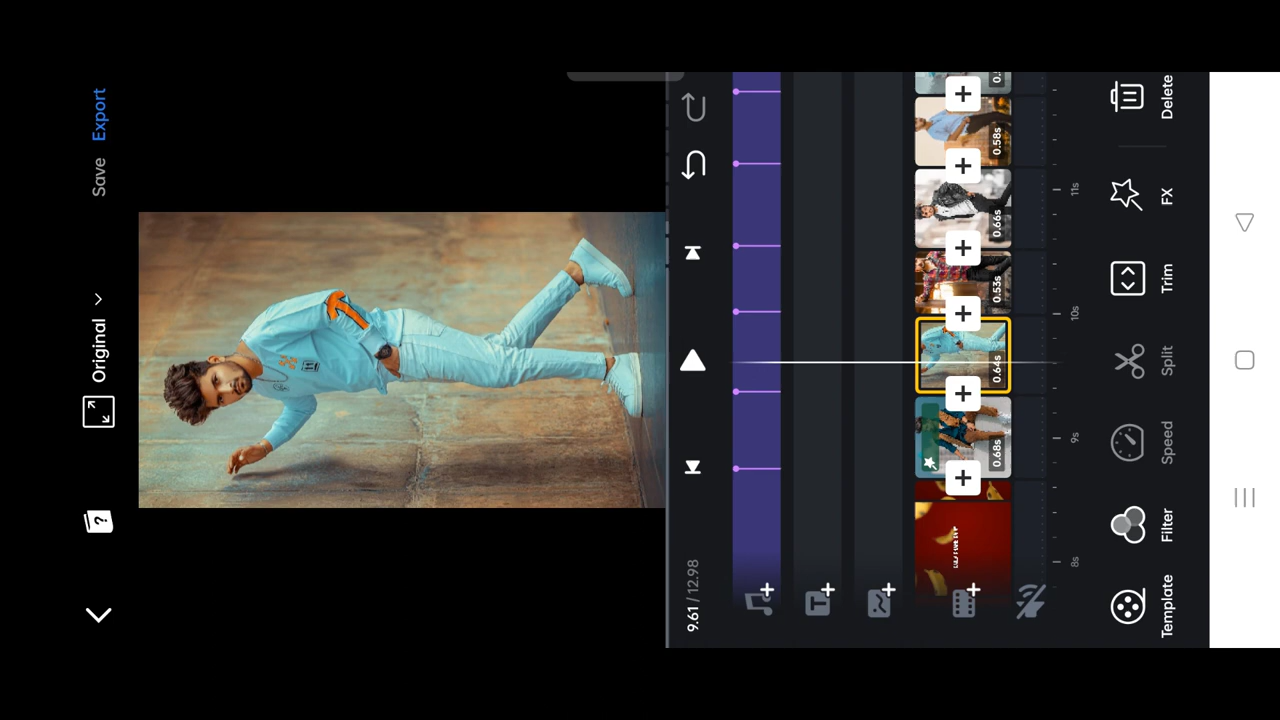 Original
Save
Export
9.61 / 12.98
0.68s
0.64s
0.53s
0.66s
0.58s
8s
9s
10s
11s
Template
Filter
Speed
Split
Trim
FX
Delete